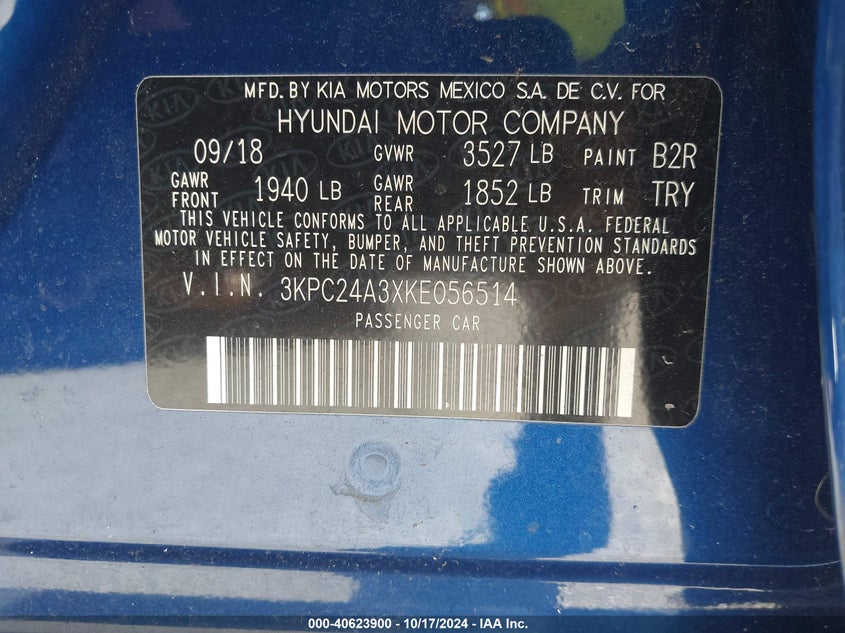 MFD. BY KIA MOTORS MEXICO S.A. DE C.V. FOR
HYUNDAI MOTOR COMPANY
09/18 GVWR 3527 LB PAINT B2R
GAWR FRONT 1940 LB GAWR REAR 1852 LB TRIM TRY
THIS VEHICLE CONFORMS TO ALL APPLICABLE U.S.A. FEDERAL
MOTOR VEHICLE SAFETY, BUMPER, AND THEFT PREVENTION STANDARDS
IN EFFECT ON THE DATE OF MANUFACTURE SHOWN ABOVE.
V.I.N. 3KPC24A3XKE056514
PASSENGER CAR
000-40623900 - 10/17/2024 - IAA Inc.